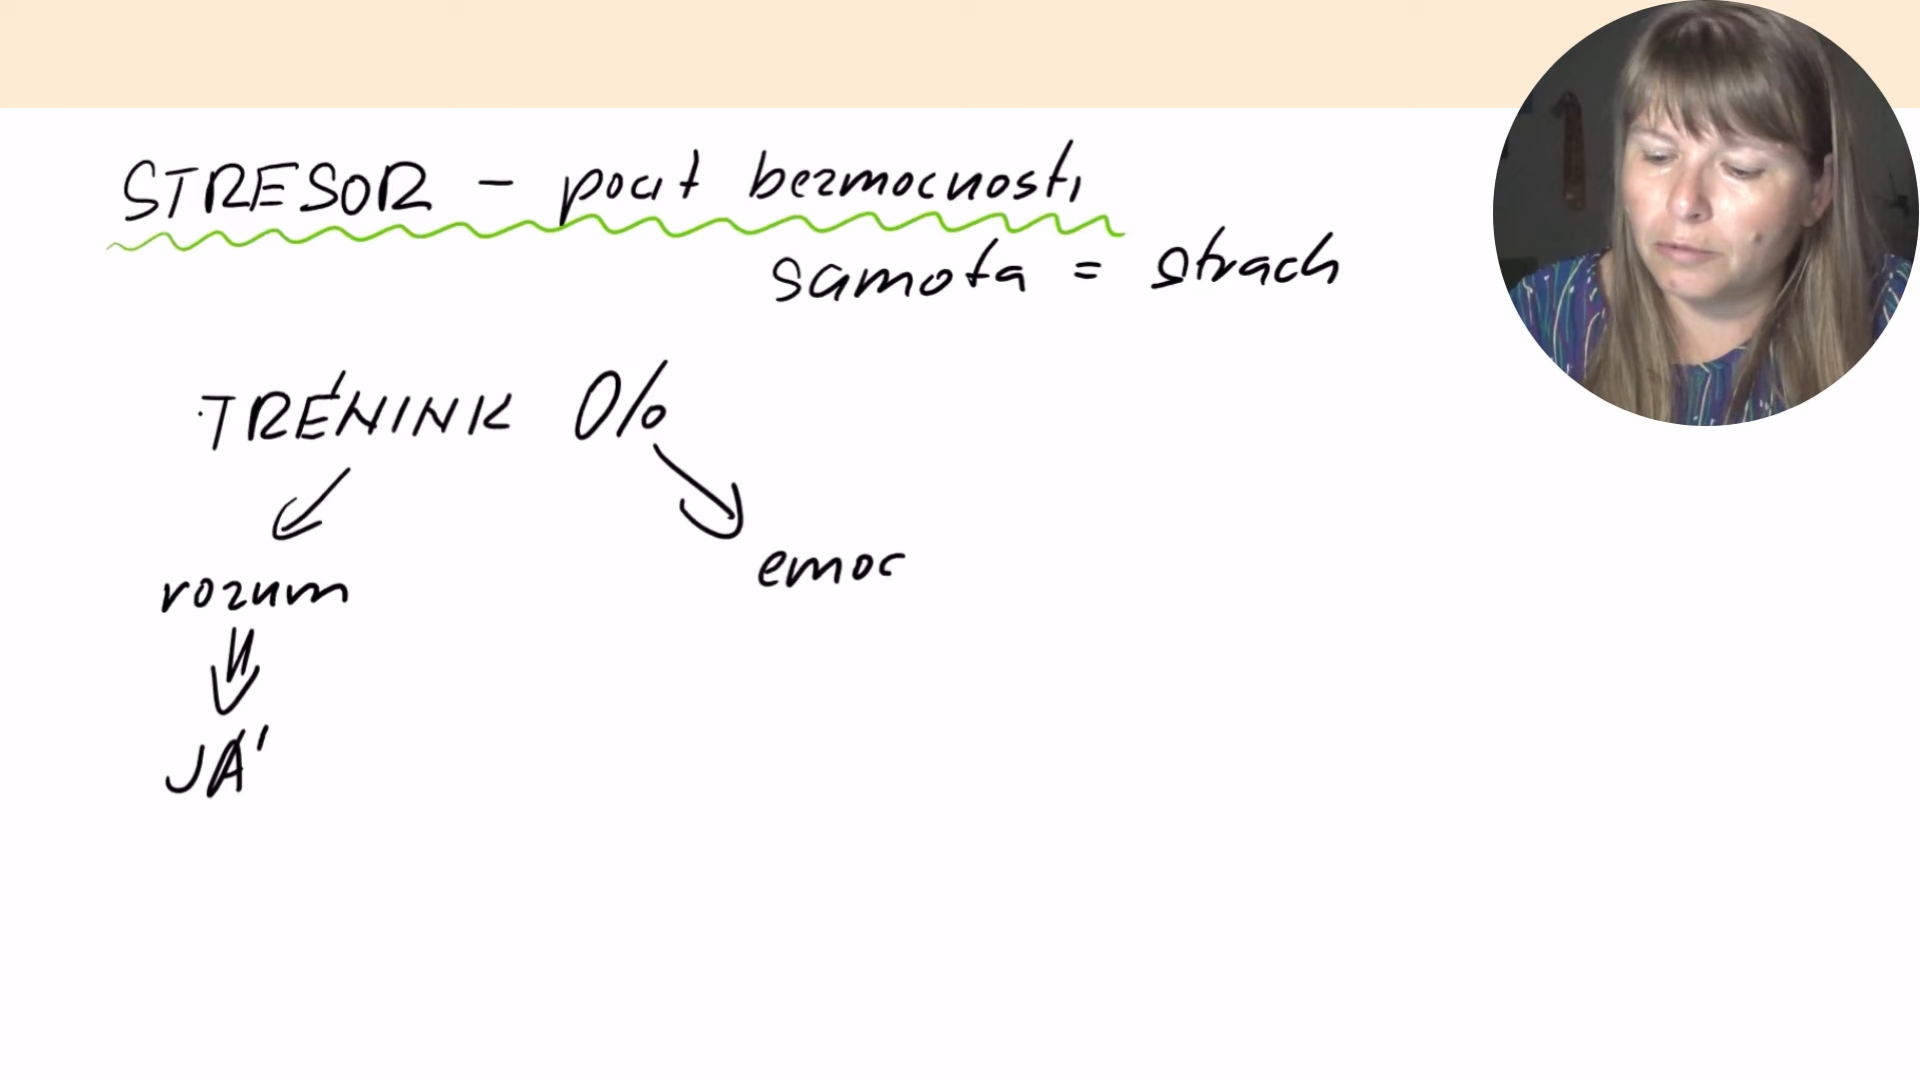 STRESOR - pocit bezmocnosti
samota = strach
TRÉNINK 0%
rozum
emoc
JÁ